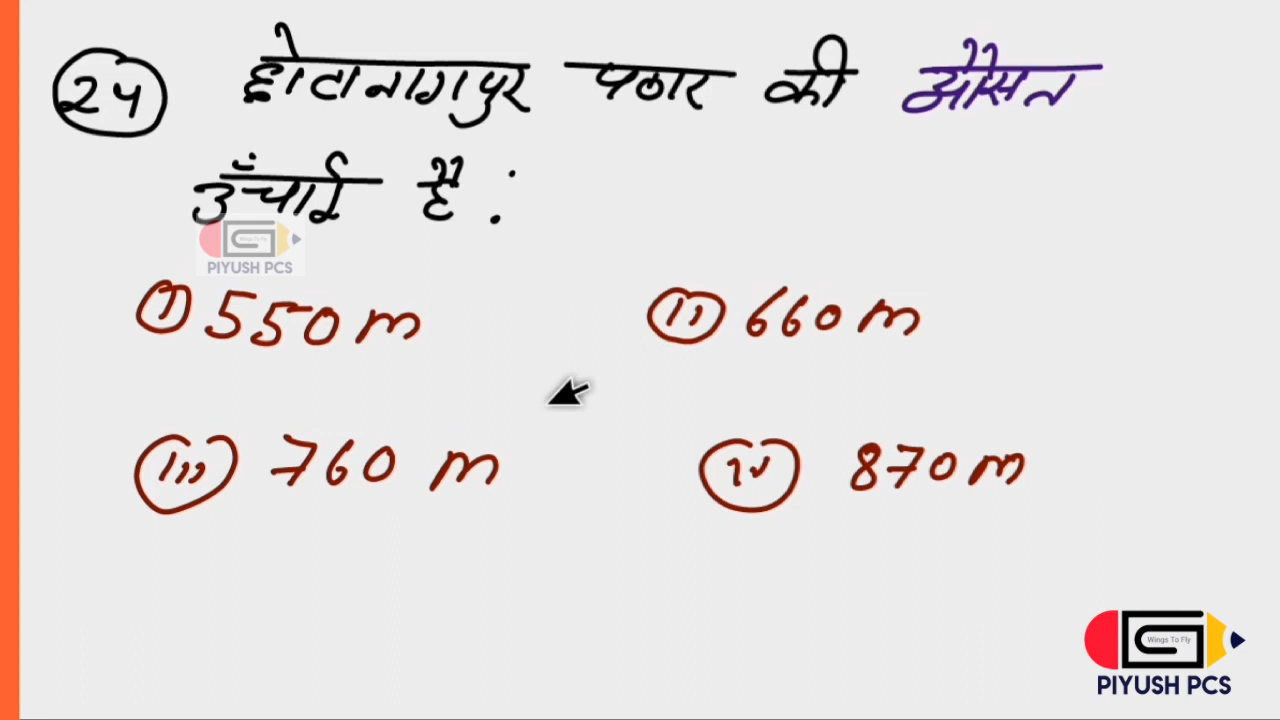 24 छोटानागपुर पठार की औसत
उँचाई है :
PIYUSH PCS
(i) 550 m (ii) 660 m
(iii) 760 m (iv) 870 m
Wings To Fly
PIYUSH PCS